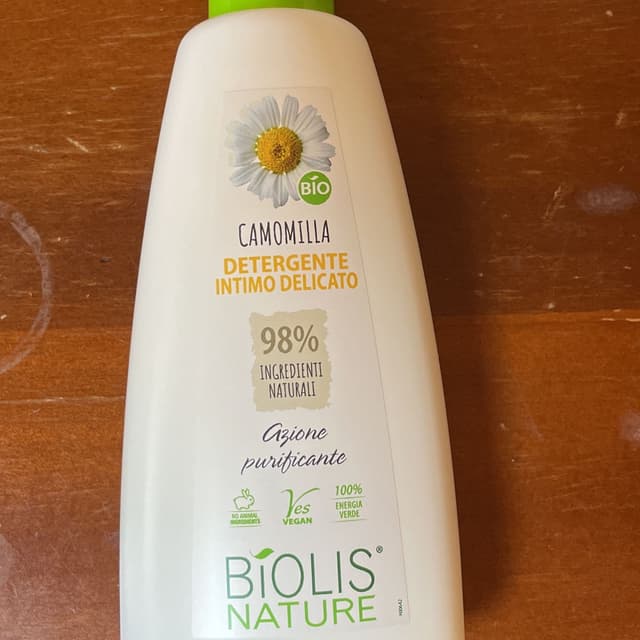 BIO
CAMOMILLA
DETERGENTE
INTIMO DELICATO
98%
INGREDIENTI
NATURALI
Azione
purificante
NO ANIMAL
INGREDIENTS
Yes
VEGAN
100%
ENERGIA
VERDE
BiOLIS®
NATURE